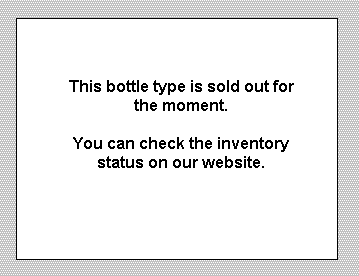 This bottle type is sold out for
the moment.
You can check the inventory
status on our website.